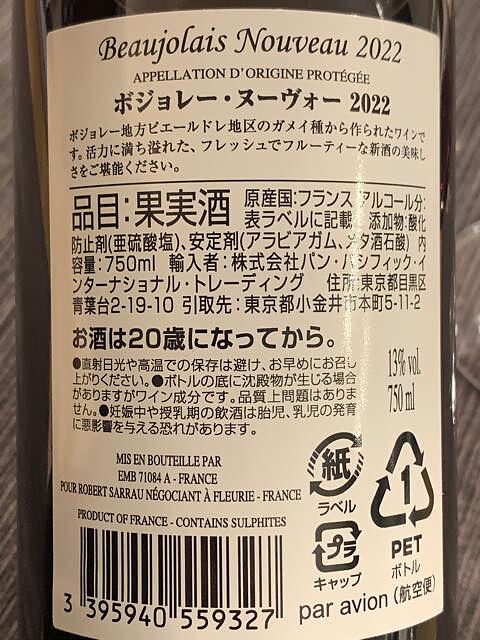 Beaujolais Nouveau 2022
APPELLATION D'ORIGINE PROTÉGÉE
ボジョレー・ヌーヴォー 2022
ボジョレー地方ピエールドレ地区のガメイ種から作られたワインで
す。活力に満ち溢れた、フレッシュでフルーティーな新酒の美味し
さをご堪能ください。
品目:果実酒 原産国:フランス アルコール分:
表ラベルに記載 添加物:酸化
防止剤(亜硫酸塩)、安定剤(アラビアガム、メタ酒石酸) 内
容量:750ml 輸入者:株式会社パン・パシフィック・イ
ンターナショナル・トレーディング 住所:東京都目黒区
青葉台2-19-10 引取先:東京都小金井市本町5-11-2
お酒は20歳になってから。
●直射日光や高温での保存は避け、お早めにお召し
上がりください。●ボトルの底に沈殿物が生じる場合
がありますがワイン成分です。品質上問題はありま
せん。●妊娠中や授乳期の飲酒は胎児、乳児の発育
に悪影響を与える恐れがあります。
13% vol.
750 ml
MIS EN BOUTEILLE PAR
EMB 71084 A - FRANCE
POUR ROBERT SARRAU NÉGOCIANT À FLEURIE - FRANCE
PRODUCT OF FRANCE - CONTAINS SULPHITES
紙
ラベル
プラ
キャップ
1
PET
ボトル
3 395940 559327
par avion (航空便)